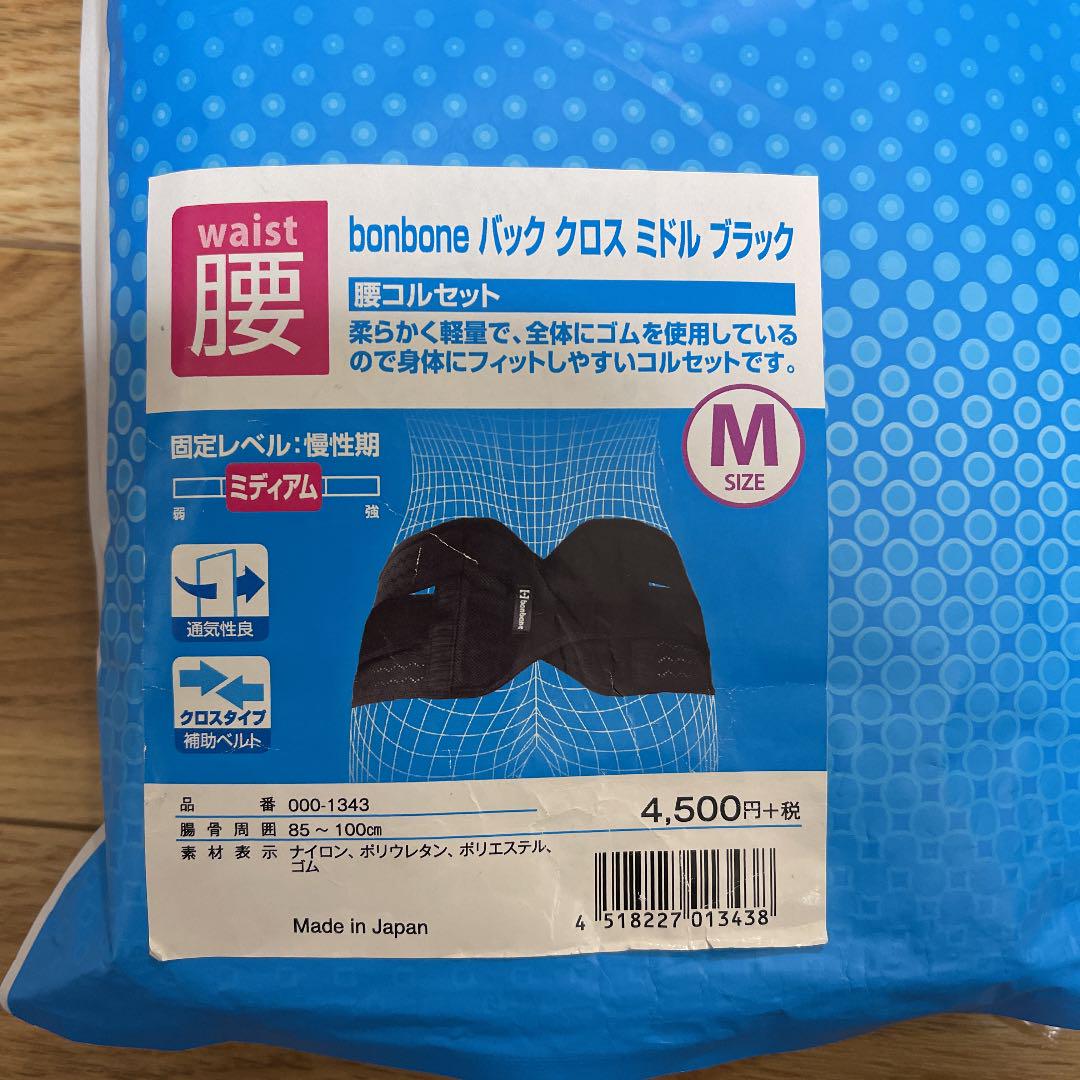 waist
腰
bonbone バック クロス ミドル ブラック
腰コルセット
柔らかく軽量で、全体にゴムを使用している
ので身体にフィットしやすいコルセットです。
M
SIZE
固定レベル：慢性期
ミディアム
弱 強
通気性良
クロスタイプ
補助ベルト
bonbone
品番 000-1343
4,500円+税
腸骨周囲 85～100cm
素材表示 ナイロン、ポリウレタン、ポリエステル、
ゴム
Made in Japan
4 518227 013438